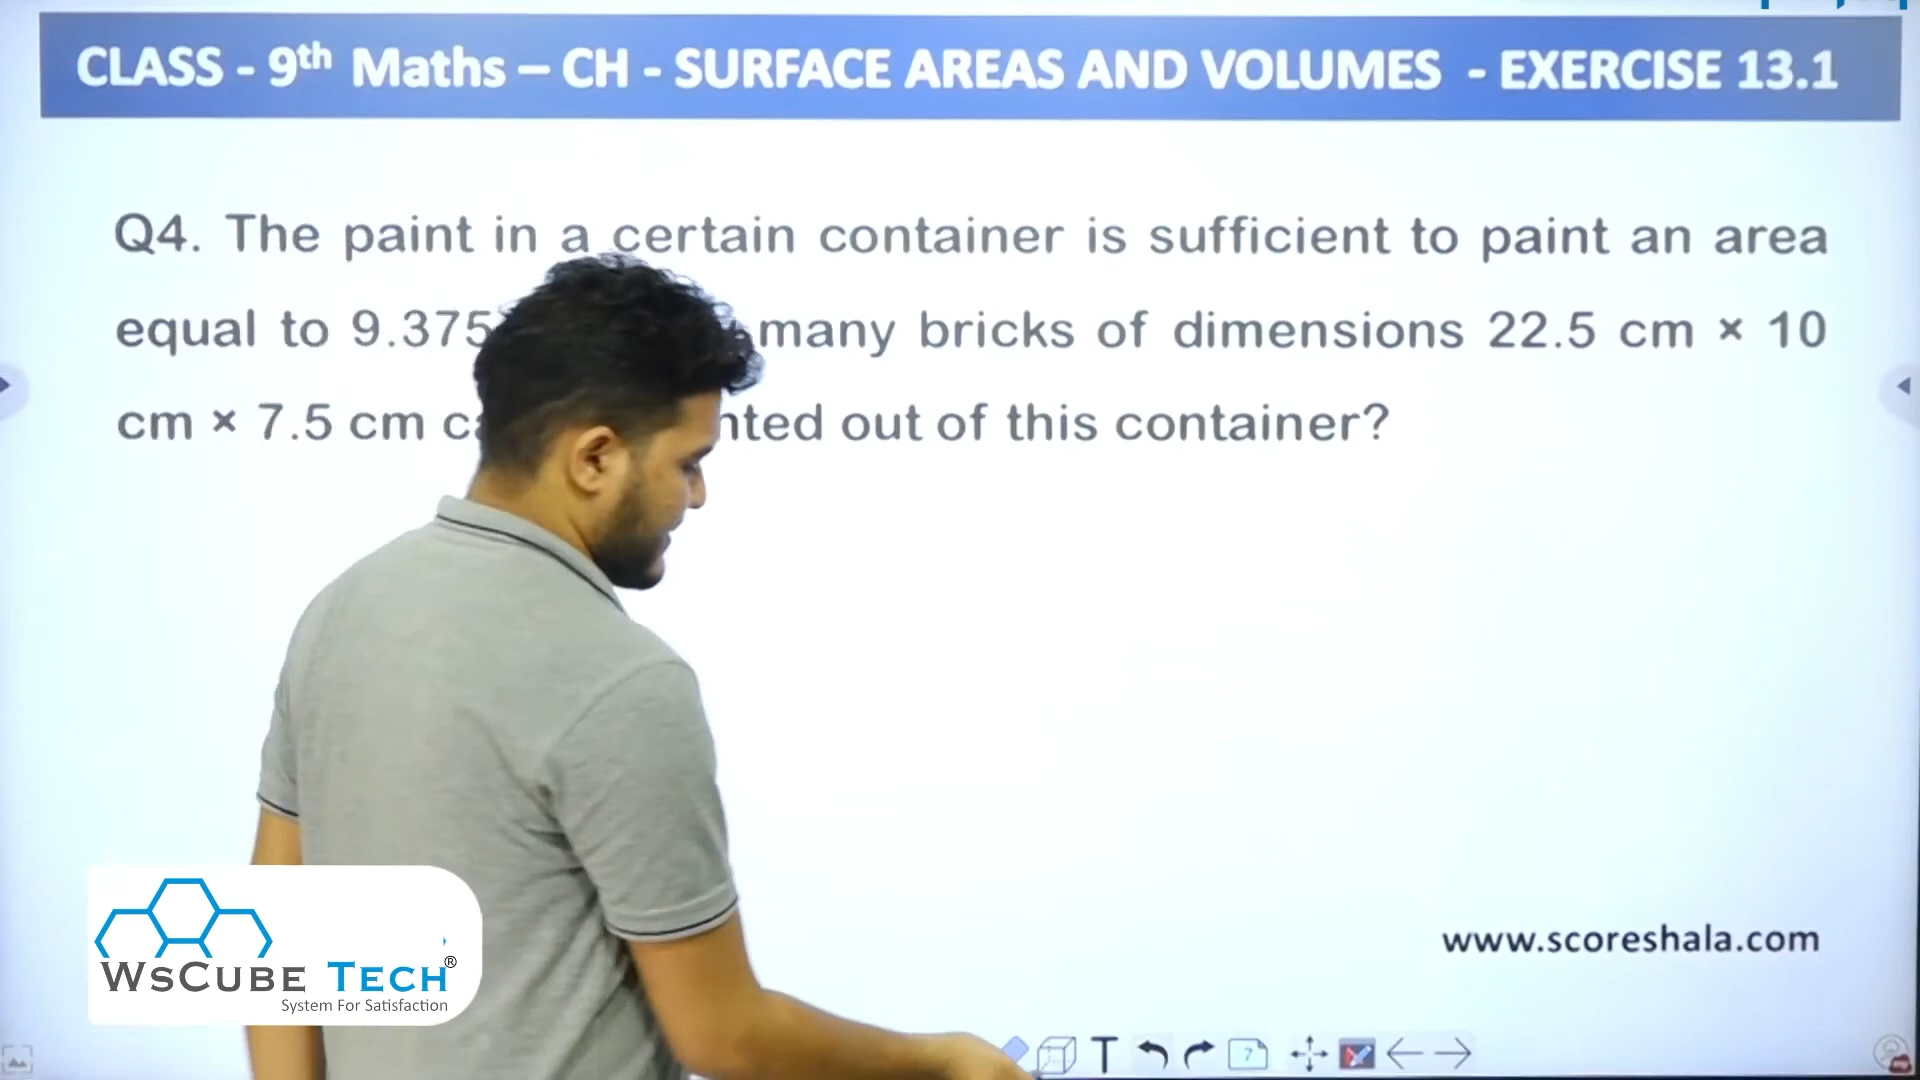 CLASS - 9th Maths – CH - SURFACE AREAS AND VOLUMES - EXERCISE 13.1
Q4. The paint in a certain container is sufficient to paint an area
equal to 9.375 many bricks of dimensions 22.5 cm × 10
cm × 7.5 cm out of this container?
www.scoreshala.com
WSCUBE TECH®
System For Satisfaction
T
7